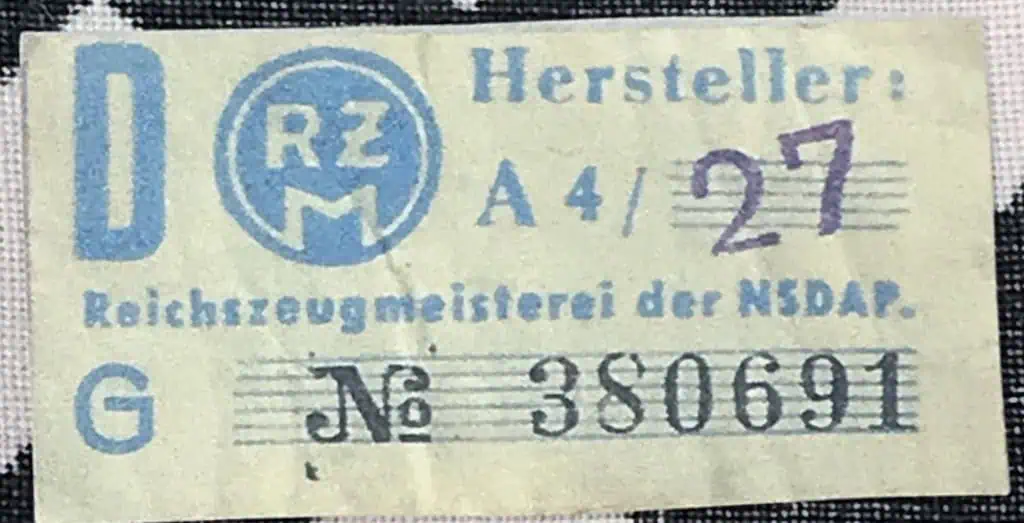 D RZM Hersteller:
A 4/ 27
Reichszeugmeisterei der NSDAP.
G № 380691